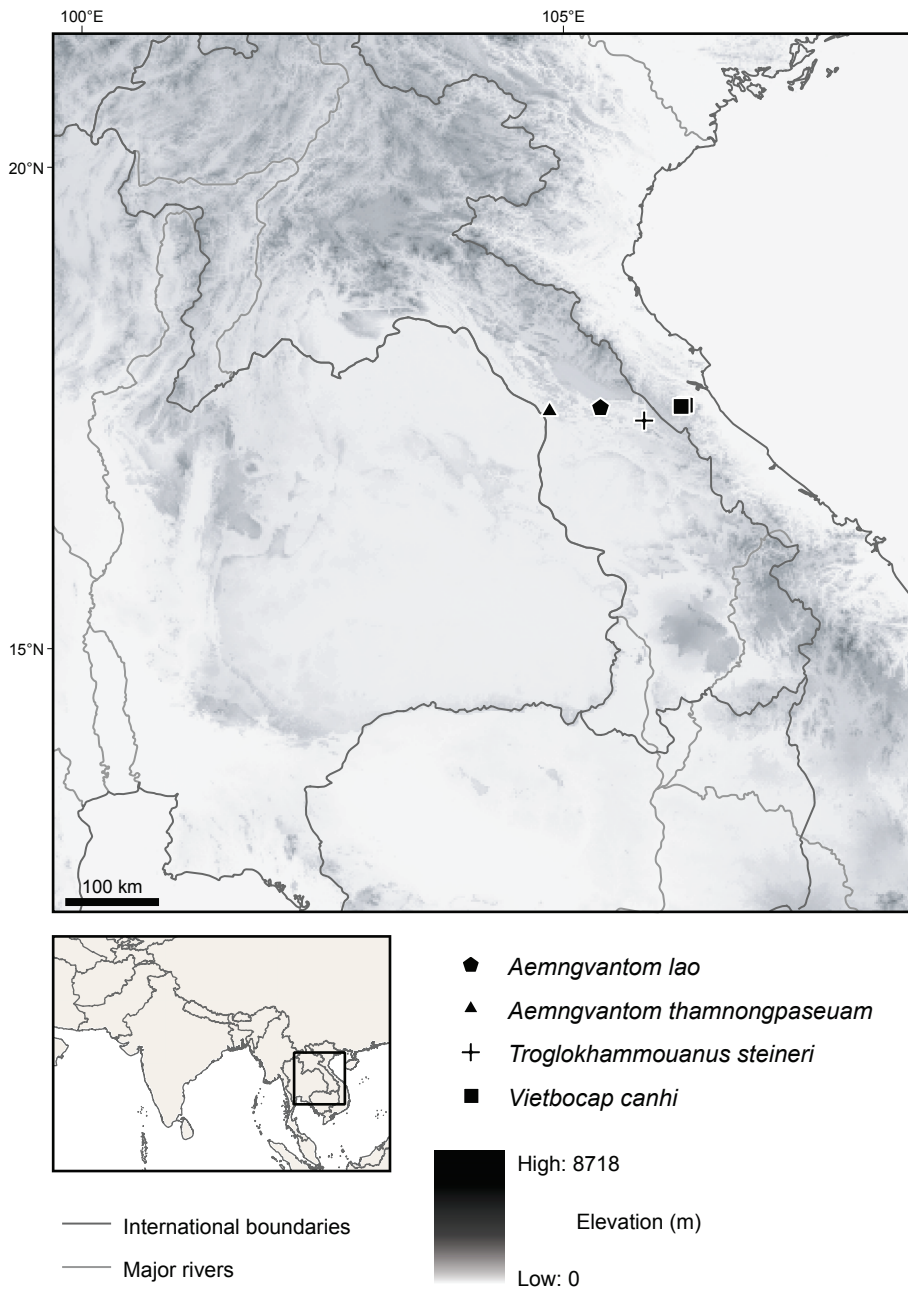 100°E
105°E
20°N
15°N
100 km
Aemngvantom lao
Aemngvantom thamnongpaseuam
Troglokhammouanus steineri
Vietbocap canhi
High: 8718
Elevation (m)
Low: 0
International boundaries
Major rivers